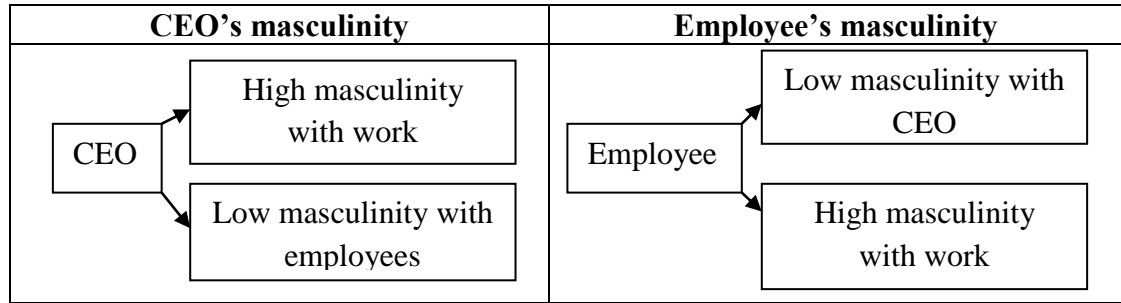 CEO's masculinity
Employee's masculinity
CEO
High masculinity
with work
Low masculinity with
employees
Employee
Low masculinity with
CEO
High masculinity
with work